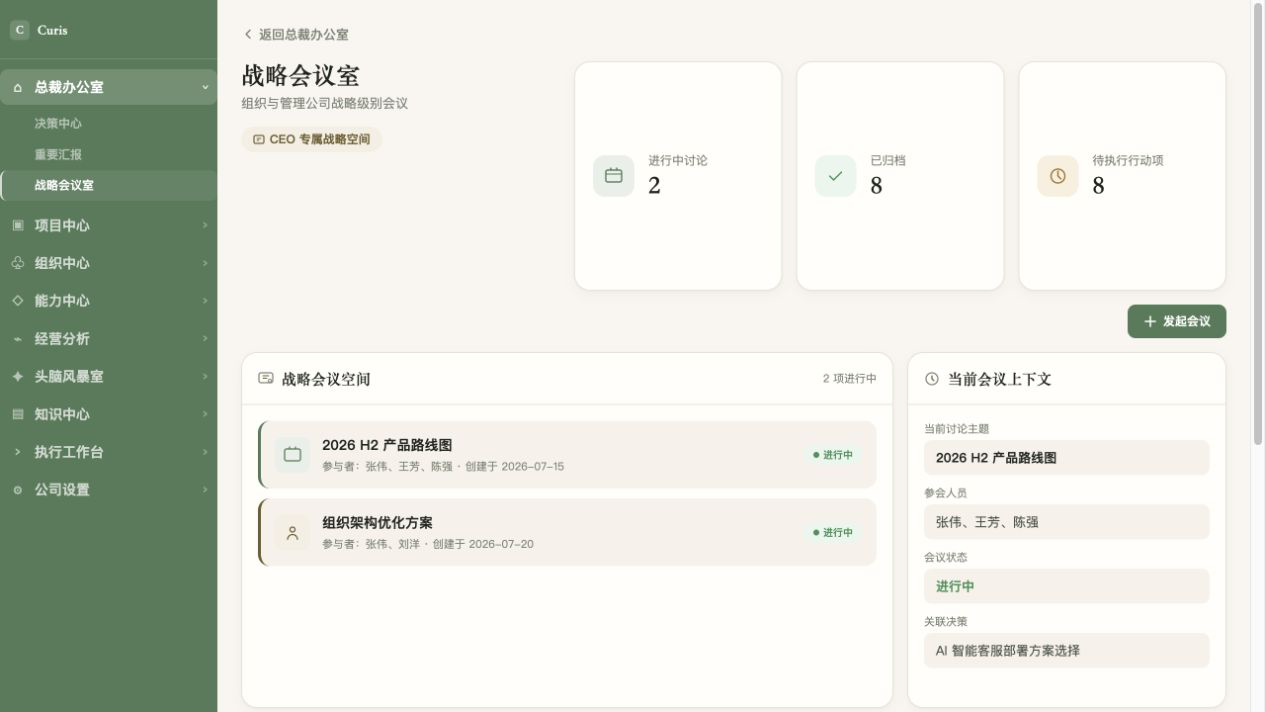 C Curis
总裁办公室
决策中心
重要汇报
战略会议室
项目中心
组织中心
能力中心
经营分析
头脑风暴室
知识中心
执行工作台
公司设置
返回总裁办公室
战略会议室
组织与管理公司战略级别会议
CEO 专属战略空间
进行中讨论
2
已归档
8
待执行行动项
8
发起会议
战略会议空间
2 项进行中
2026 H2 产品路线图
参与者：张伟、王芳、陈强 · 创建于 2026-07-15
进行中
组织架构优化方案
参与者：张伟、刘洋 · 创建于 2026-07-20
进行中
当前会议上下文
当前讨论主题
2026 H2 产品路线图
参会人员
张伟、王芳、陈强
会议状态
进行中
关联决策
AI 智能客服部署方案选择